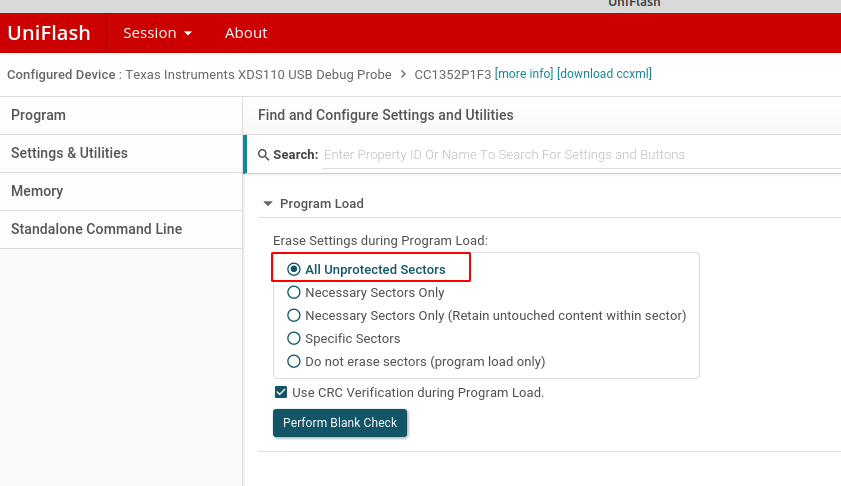 UniFlash
UniFlash Session About
Configured Device : Texas Instruments XDS110 USB Debug Probe > CC1352P1F3 [more info] [download ccxml]
Program
Settings & Utilities
Memory
Standalone Command Line
Find and Configure Settings and Utilities
Search: Enter Property ID Or Name To Search For Settings and Buttons
Program Load
Erase Settings during Program Load:
All Unprotected Sectors
Necessary Sectors Only
Necessary Sectors Only (Retain untouched content within sector)
Specific Sectors
Do not erase sectors (program load only)
Use CRC Verification during Program Load.
Perform Blank Check